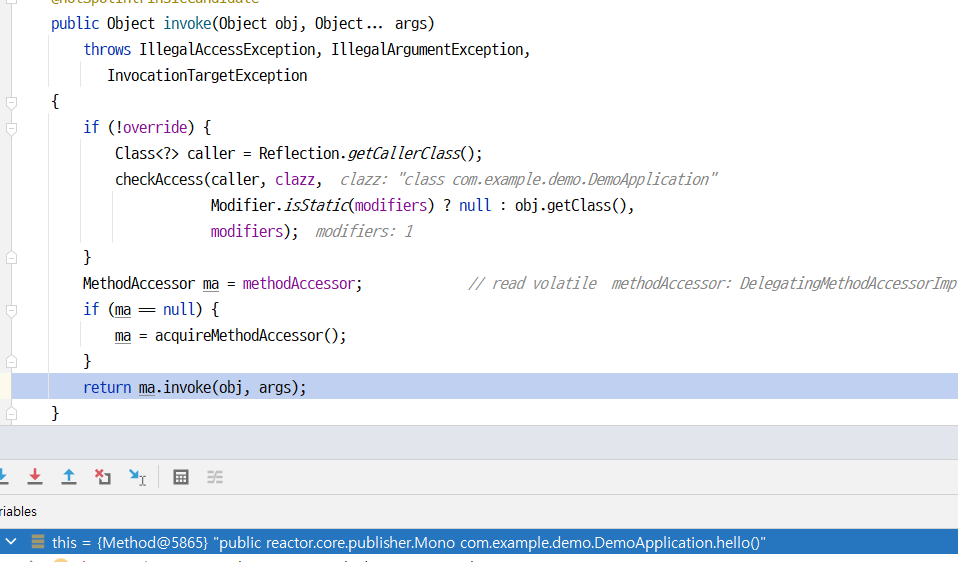 @HotSpotIntrinsicCandidate
public Object invoke(Object obj, Object... args)
throws IllegalAccessException, IllegalArgumentException,
InvocationTargetException
{
if (!override) {
Class<?> caller = Reflection.getCallerClass();
checkAccess(caller, clazz, clazz: "class com.example.demo.DemoApplication"
Modifier.isStatic(modifiers) ? null : obj.getClass(),
modifiers); modifiers: 1
}
MethodAccessor ma = methodAccessor; // read volatile methodAccessor: DelegatingMethodAccessorImp
if (ma == null) {
ma = acquireMethodAccessor();
}
return ma.invoke(obj, args);
}
riables
this = {Method@5865} "public reactor.core.publisher.Mono com.example.demo.DemoApplication.hello()"